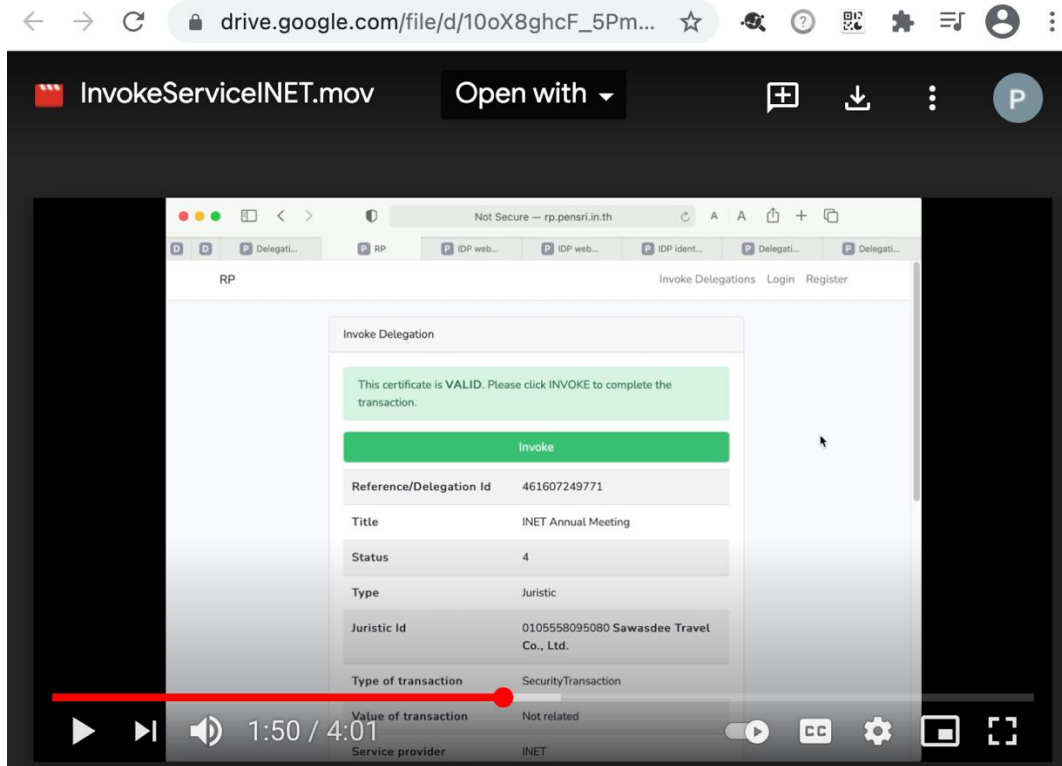 drive.google.com/file/d/10oX8ghcF_5Pm...
InvokeServiceINET.mov
Open with
P
Not Secure — rp.pensri.in.th
A A
D D P Delegati... P RP P IDP web... P IDP web... P IDP ident... P Delegati... P Delegati...
RP
Invoke Delegations Login Register
Invoke Delegation
This certificate is VALID. Please click INVOKE to complete the
transaction.
Invoke
Reference/Delegation Id 461607249771
Title INET Annual Meeting
Status 4
Type Juristic
Juristic Id 0105558095080 Sawasdee Travel
Co., Ltd.
Type of transaction SecurityTransaction
Value of transaction Not related
1:50 / 4:01
CC
Service provider INET